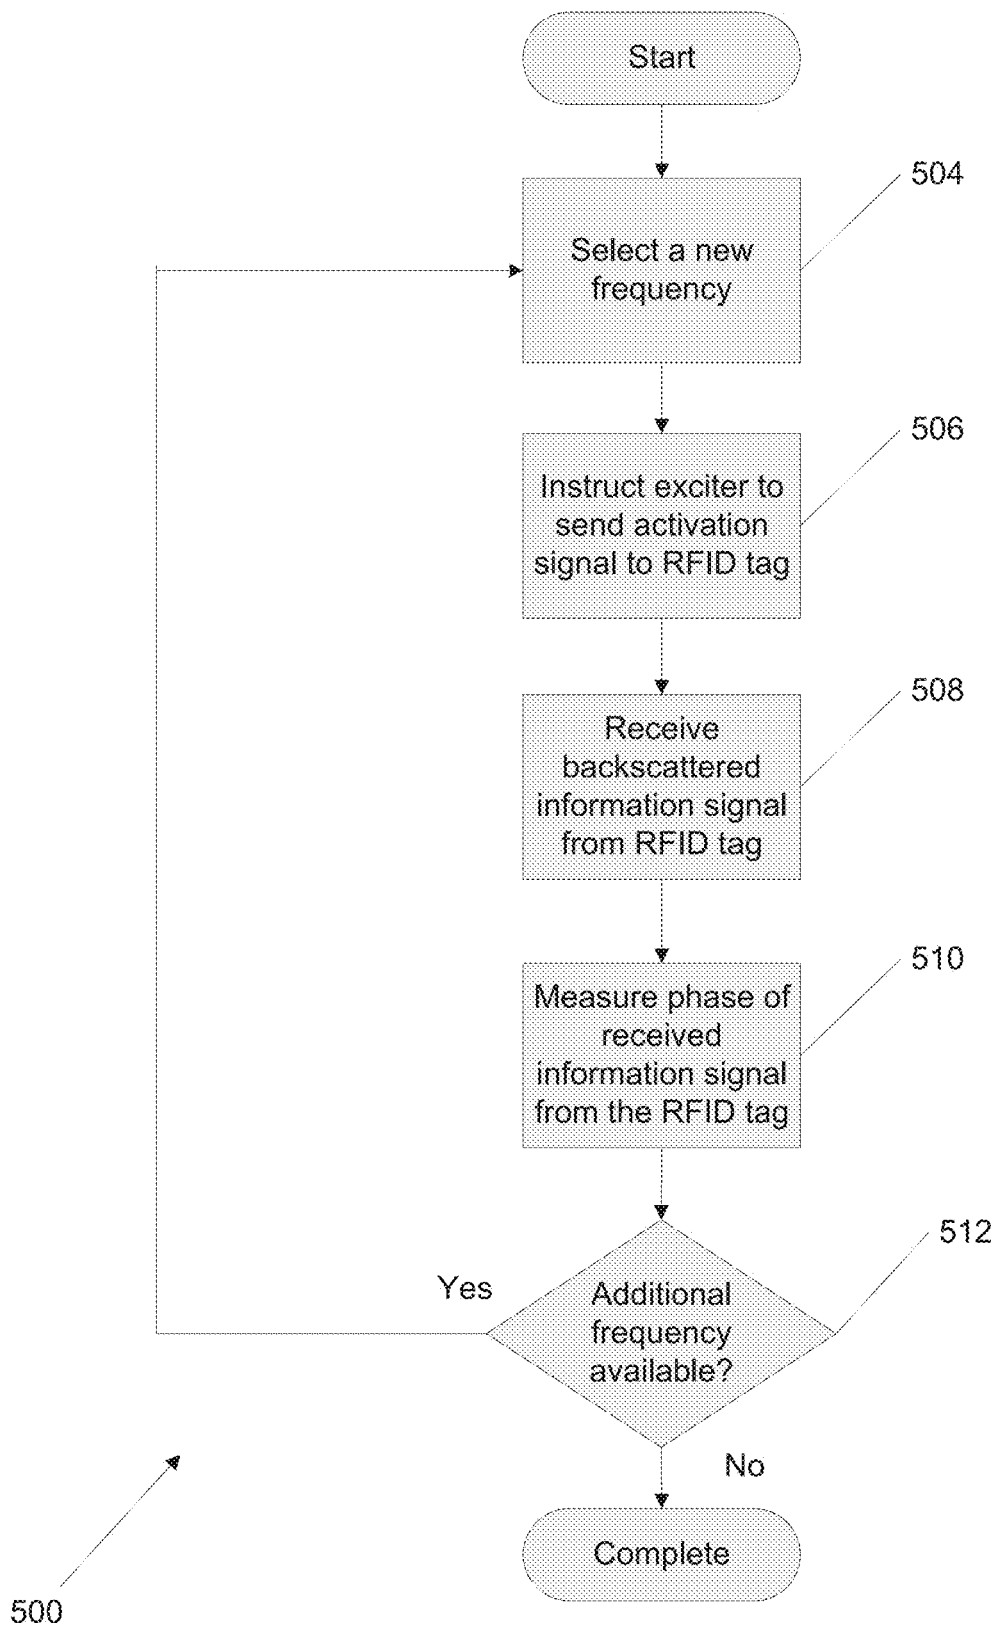 Start
504
Select a new
frequency
506
Instruct exciter to
send activation
signal to RFID tag
508
Receive
backscattered
information signal
from RFID tag
510
Measure phase of
received
information signal
from the RFID tag
512
Yes
Additional
frequency
available?
No
Complete
500